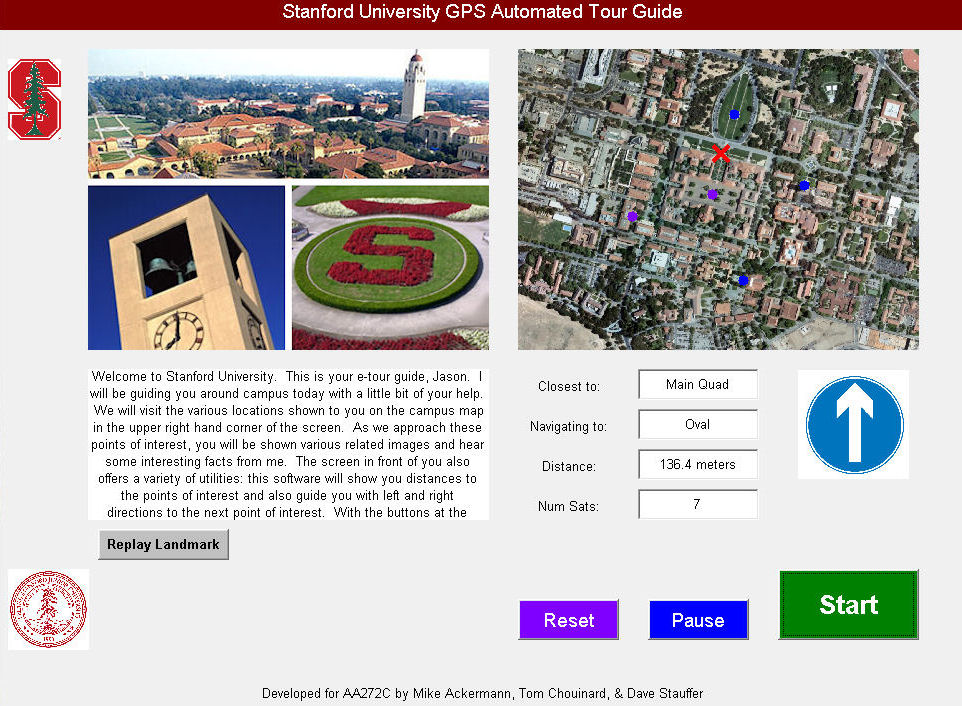 Stanford University GPS Automated Tour Guide
Welcome to Stanford University. This is your e-tour guide, Jason. I
will be guiding you around campus today with a little bit of your help.
We will visit the various locations shown to you on the campus map
in the upper right hand corner of the screen. As we approach these
points of interest, you will be shown various related images and hear
some interesting facts from me. The screen in front of you also
offers a variety of utilities: this software will show you distances to
the points of interest and also guide you with left and right
directions to the next point of interest. With the buttons at the
Replay Landmark
Closest to:
Main Quad
Navigating to:
Oval
Distance:
136.4 meters
Num Sats:
7
Reset
Pause
Start
Developed for AA272C by Mike Ackermann, Tom Chouinard, & Dave Stauffer